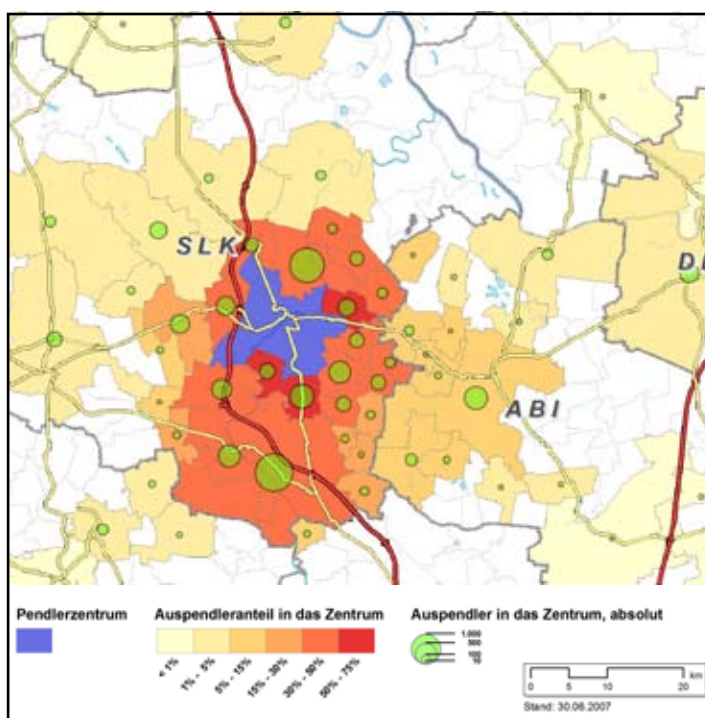 SLK
ABI
Pendlerzentrum
Auspendleranteil in das Zentrum
< 1%
1% - 5%
5% - 15%
15% - 30%
30% - 50%
50% - 75%
Auspendler in das Zentrum, absolut
1.000
500
100
0 5 10 20
km
Stand: 30.06.2007